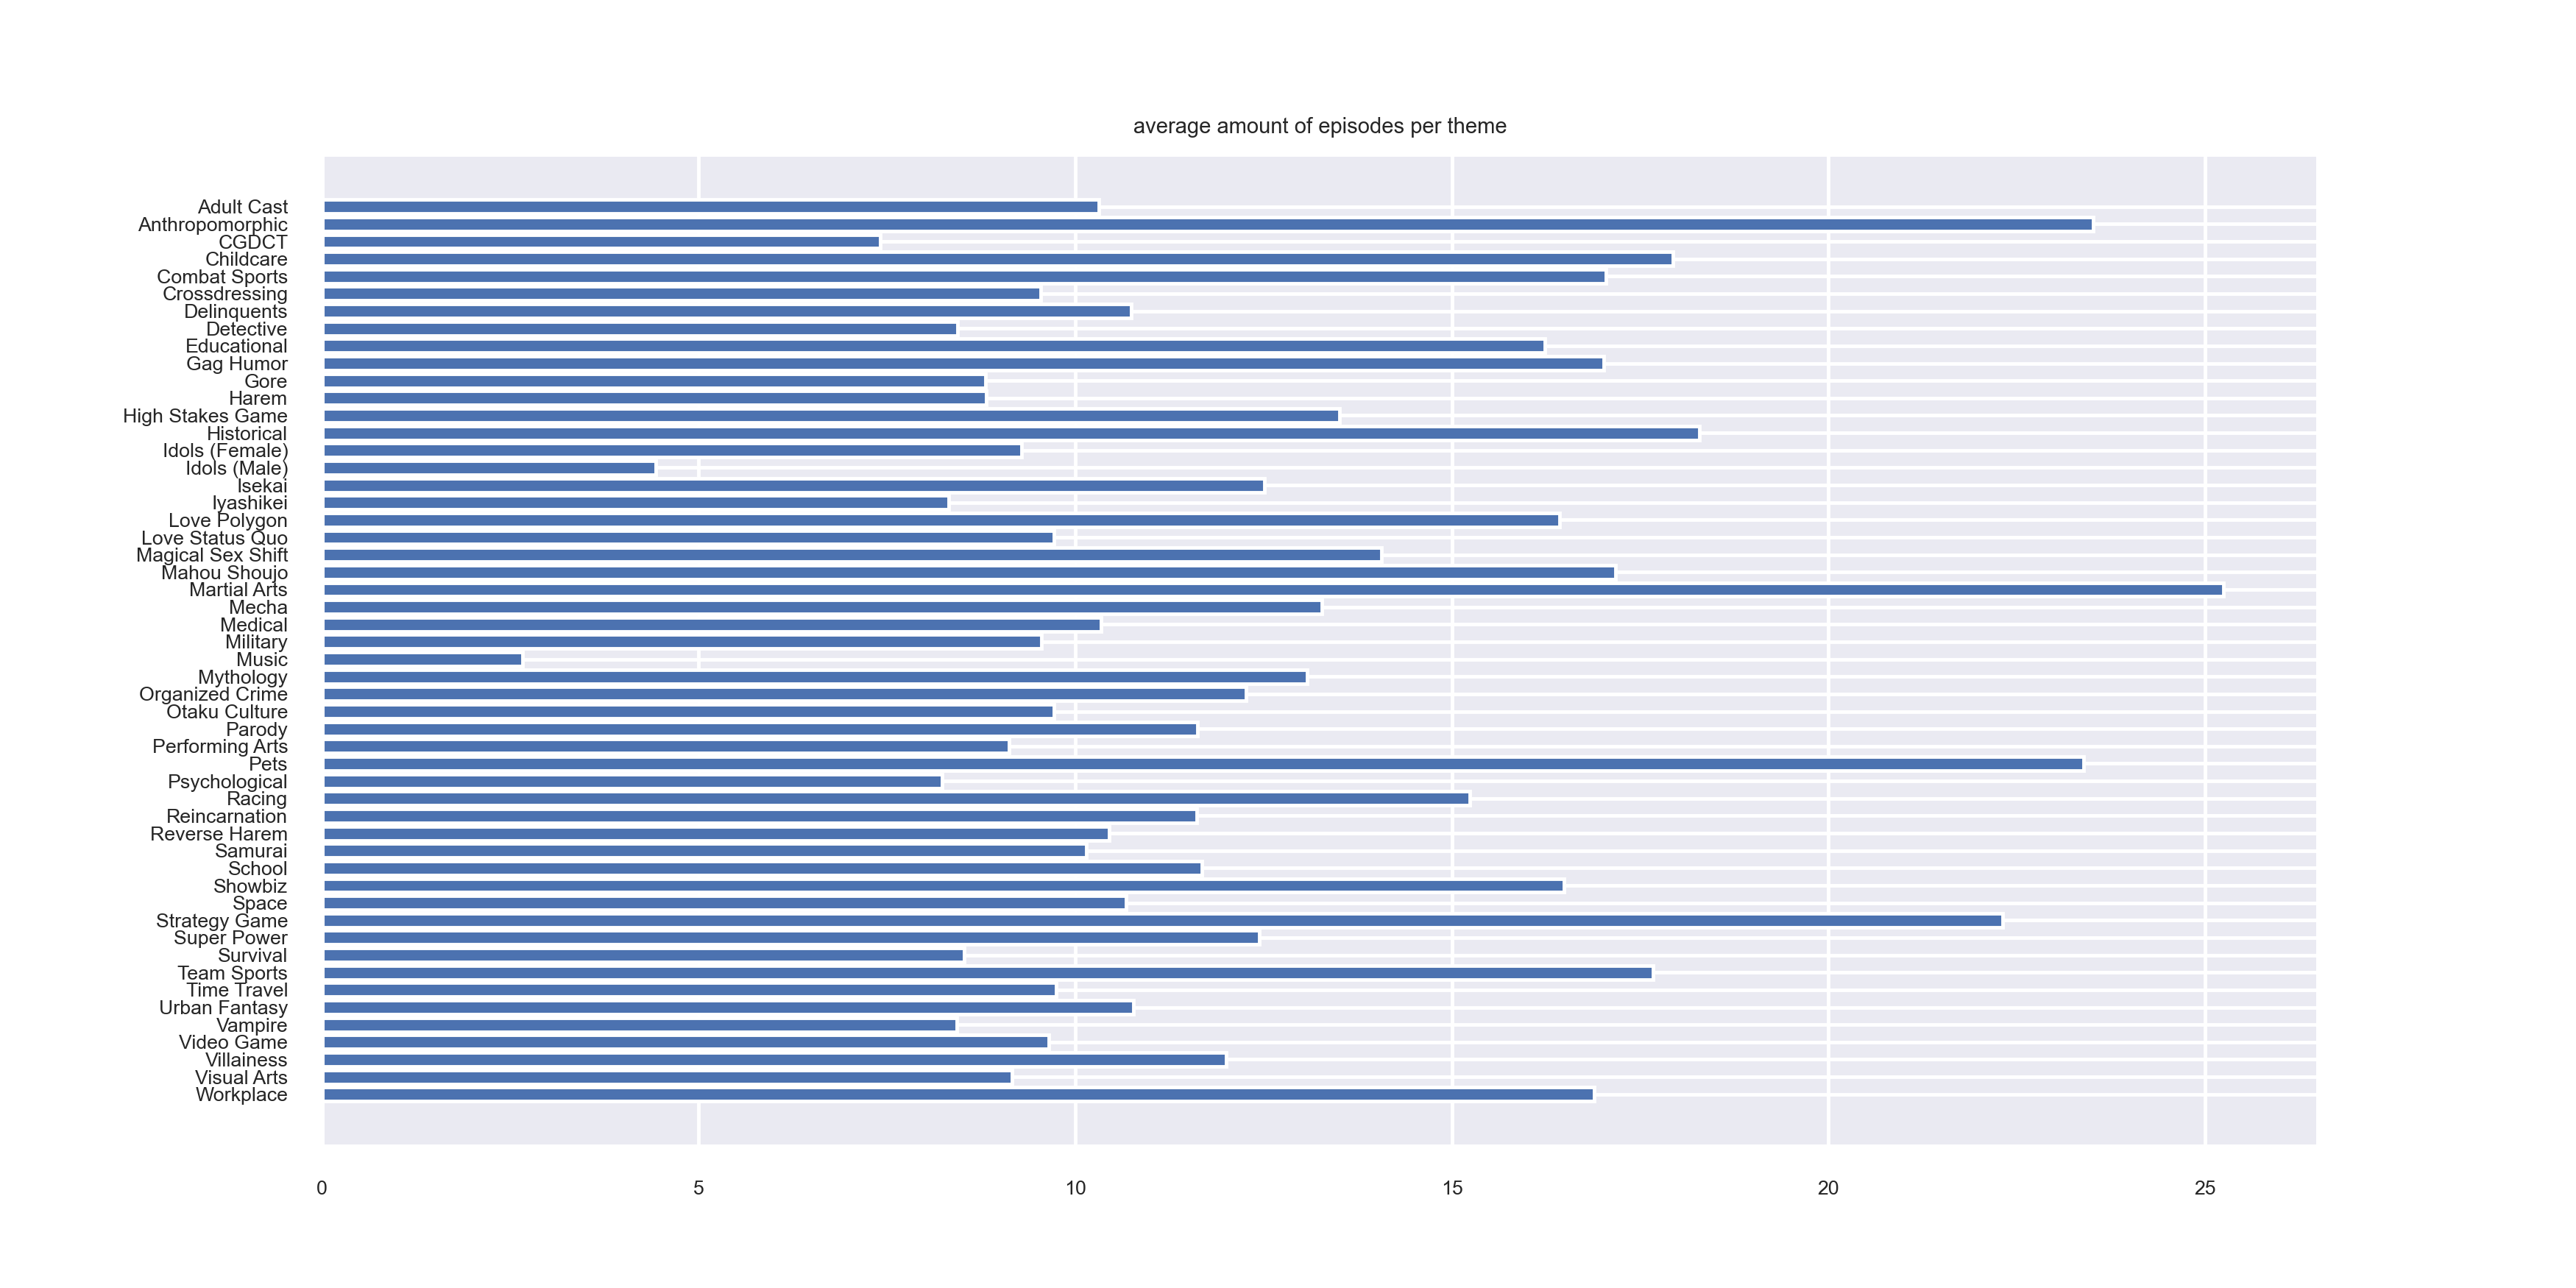 average amount of episodes per theme
Adult Cast
Anthropomorphic
CGDCT
Childcare
Combat Sports
Crossdressing
Delinquents
Detective
Educational
Gag Humor
Gore
Harem
High Stakes Game
Historical
Idols (Female)
Idols (Male)
Isekai
Iyashikei
Love Polygon
Love Status Quo
Magical Sex Shift
Mahou Shoujo
Martial Arts
Mecha
Medical
Military
Music
Mythology
Organized Crime
Otaku Culture
Parody
Performing Arts
Pets
Psychological
Racing
Reincarnation
Reverse Harem
Samurai
School
Showbiz
Space
Strategy Game
Super Power
Survival
Team Sports
Time Travel
Urban Fantasy
Vampire
Video Game
Villainess
Visual Arts
Workplace
0 5 10 15 20 25